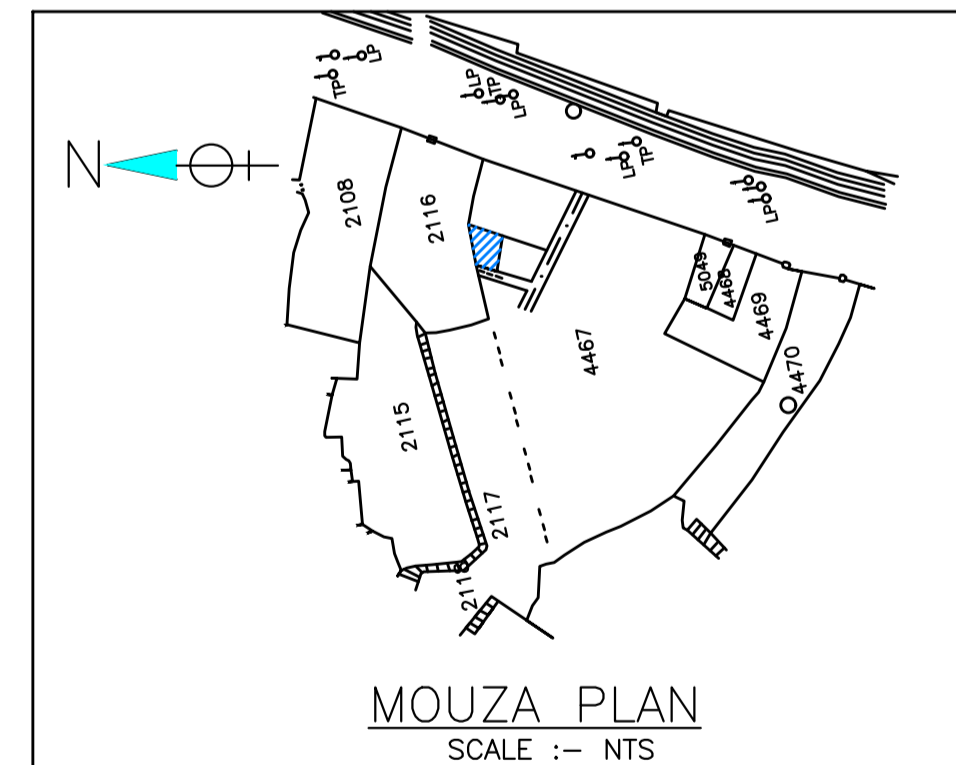 LP
TP
LP
TP
LP
LP
TP
LP
N
2108
2116
5049
4468
4469
4467
4470
2115
2117
211
MOUZA PLAN
SCALE :- NTS